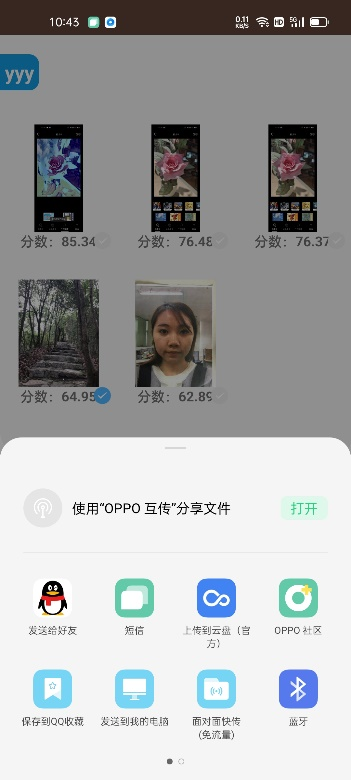 10:43
0.11
KB/S
HD
5G
yyy
分数：85.34
分数：76.48
分数：76.37
分数：64.95
分数：62.89
使用“OPPO 互传”分享文件
打开
发送给好友
短信
上传到云盘（官
方）
OPPO 社区
保存到QQ收藏
发送到我的电脑
面对面快传
(免流量)
蓝牙